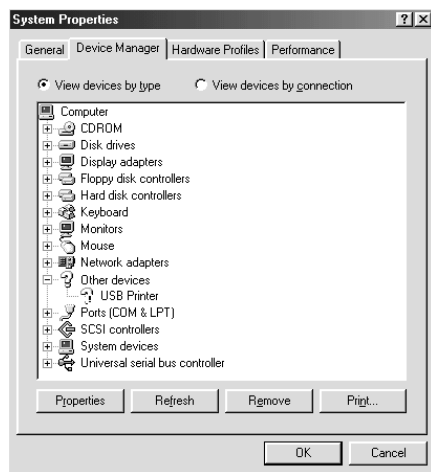 System Properties
General Device Manager Hardware Profiles Performance
View devices by type View devices by connection
Computer
CDROM
Disk drives
Display adapters
Floppy disk controllers
Hard disk controllers
Keyboard
Monitors
Mouse
Network adapters
Other devices
USB Printer
Ports (COM & LPT)
SCSI controllers
System devices
Universal serial bus controller
Properties Refresh Remove Print...
OK Cancel